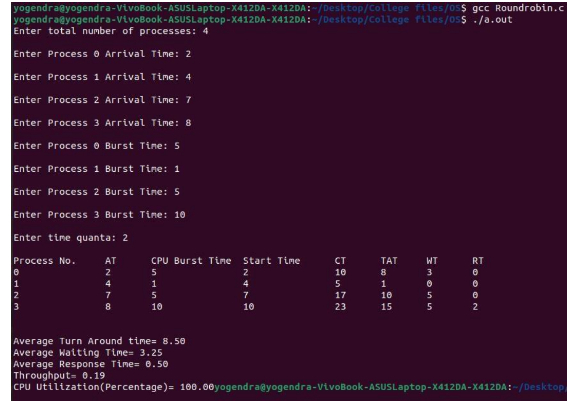 yogendra@yogendra-VivoBook-ASUSLaptop-X412DA-X412DA:~/Desktop/College files/OS$ gcc Roundrobin.c
yogendra@yogendra-VivoBook-ASUSLaptop-X412DA-X412DA:~/Desktop/College files/OS$ ./a.out
Enter total number of processes: 4
Enter Process 0 Arrival Time: 2
Enter Process 1 Arrival Time: 4
Enter Process 2 Arrival Time: 7
Enter Process 3 Arrival Time: 8
Enter Process 0 Burst Time: 5
Enter Process 1 Burst Time: 1
Enter Process 2 Burst Time: 5
Enter Process 3 Burst Time: 10
Enter time quanta: 2
Process No. AT CPU Burst Time Start Time CT TAT WT RT
0 2 5 2 10 8 3 0
1 4 1 4 5 1 0 0
2 7 5 7 17 10 5 0
3 8 10 10 23 15 5 2
Average Turn Around time= 8.50
Average Waiting Time= 3.25
Average Response Time= 0.50
Throughput= 0.19
CPU Utilization(Percentage)= 100.00yogendra@yogendra-VivoBook-ASUSLaptop-X412DA-X412DA:~/Desktop/